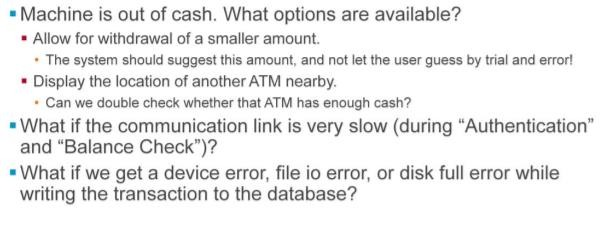 Machine is out of cash. What options are available?
Allow for withdrawal of a smaller amount.
The system should suggest this amount, and not let the user guess by trial and error!
Display the location of another ATM nearby.
Can we double check whether that ATM has enough cash?
What if the communication link is very slow (during “Authentication”
and “Balance Check”)?
What if we get a device error, file io error, or disk full error while
writing the transaction to the database?